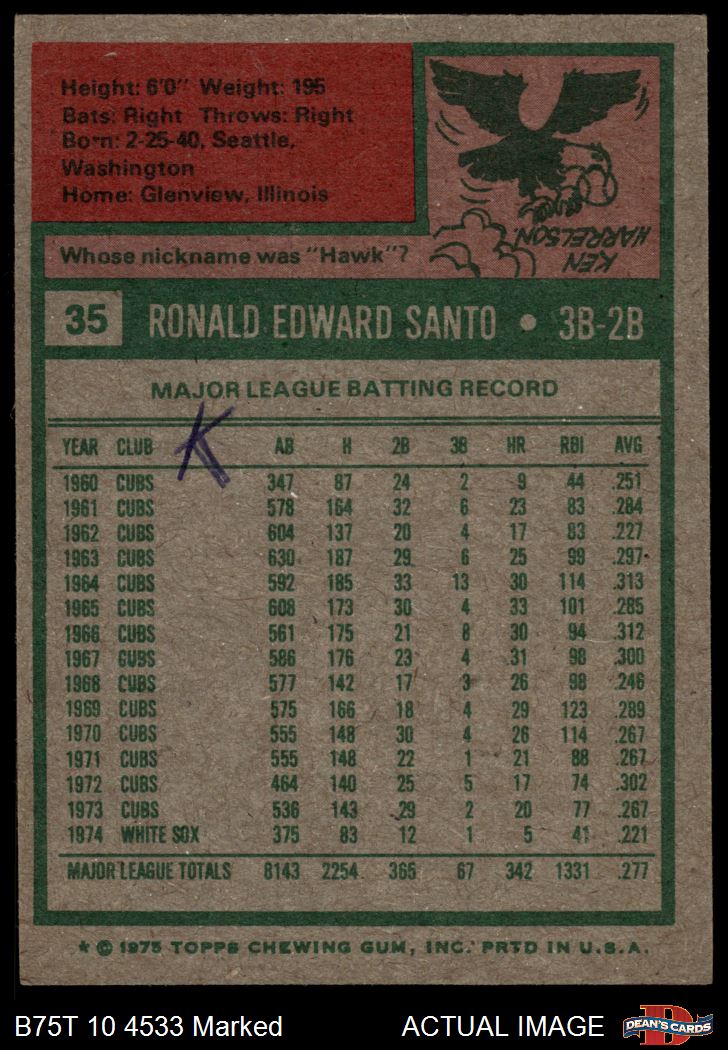 Height: 6'0" Weight: 195
Bats: Right Throws: Right
Born: 2-25-40, Seattle,
Washington
Home: Glenview, Illinois
Whose nickname was "Hawk"?
KEN
HARRELSON.
35 RONALD EDWARD SANTO • 3B-2B
MAJOR LEAGUE BATTING RECORD
K
YEAR CLUB AB H 2B 3B HR RBI AVG
1960 CUBS 347 87 24 2 9 44 .251
1961 CUBS 578 164 32 6 23 83 .284
1962 CUBS 604 137 20 4 17 83 .227
1963 CUBS 630 187 29 6 25 99 .297
1964 CUBS 592 185 33 13 30 114 .313
1965 CUBS 608 173 30 4 33 101 .285
1966 CUBS 561 175 21 8 30 94 .312
1967 CUBS 586 176 23 4 31 98 .300
1968 CUBS 577 142 17 3 26 98 .246
1969 CUBS 575 166 18 4 29 123 .289
1970 CUBS 555 148 30 4 26 114 .267
1971 CUBS 555 148 22 1 21 88 .267
1972 CUBS 464 140 25 5 17 74 .302
1973 CUBS 536 143 29 2 20 77 .267
1974 WHITE SOX 375 83 12 1 5 41 .221
MAJOR LEAGUE TOTALS 8143 2254 365 67 342 1331 .277
* © 1975 TOPPS CHEWING GUM, INC. PRTD IN U.S.A.
B75T 10 4533 Marked ACTUAL IMAGE
D
DEAN'S CARDS